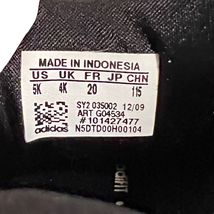 MADE IN INDONESIA
US UK FR JP CHN
5K 4K 20 115
SY2 03S002 12/09
ART G04534
# 101427477
adidas N5DTD00H00104